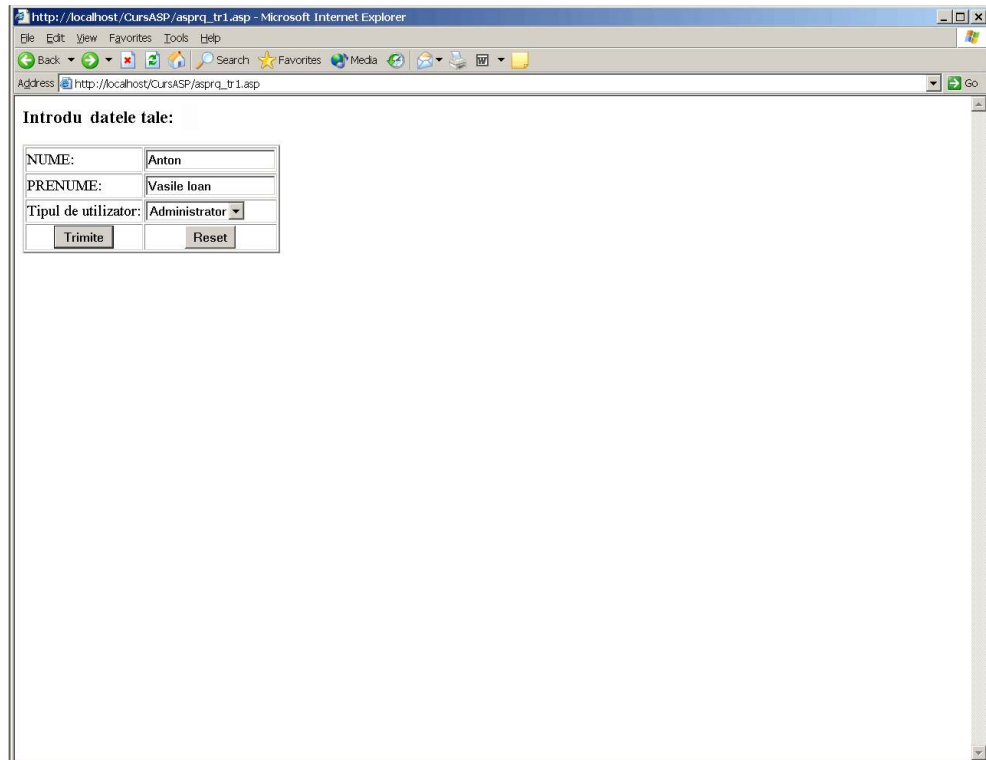 http://localhost/CursASP/asprq_tr1.asp - Microsoft Internet Explorer
File Edit View Favorites Tools Help
Back Search Favorites Media
Address http://localhost/CursASP/asprq_tr1.asp Go
Introdu datele tale:
NUME: Anton
PRENUME: Vasile Ioan
Tipul de utilizator: Administrator
Trimite Reset